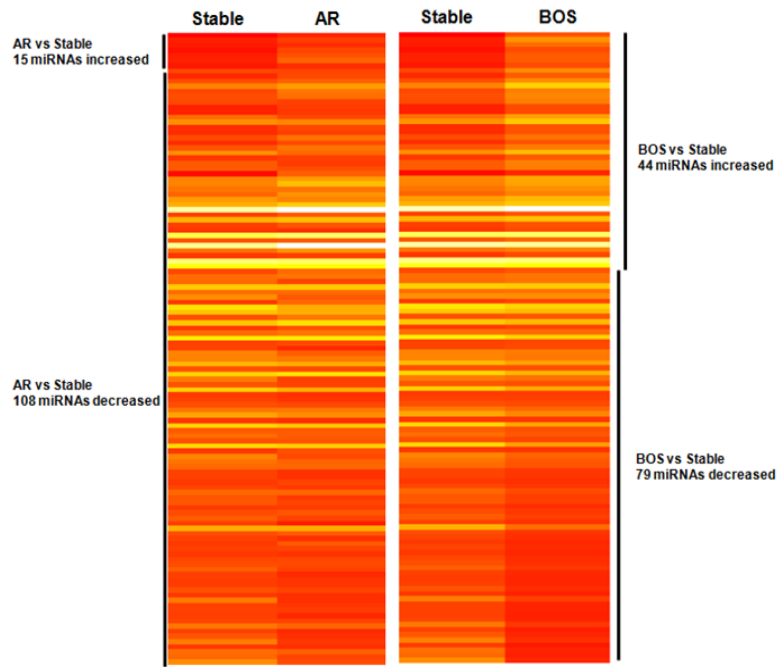 Stable AR Stable BOS
AR vs Stable
15 miRNAs increased
BOS vs Stable
44 miRNAs increased
AR vs Stable
108 miRNAs decreased
BOS vs Stable
79 miRNAs decreased